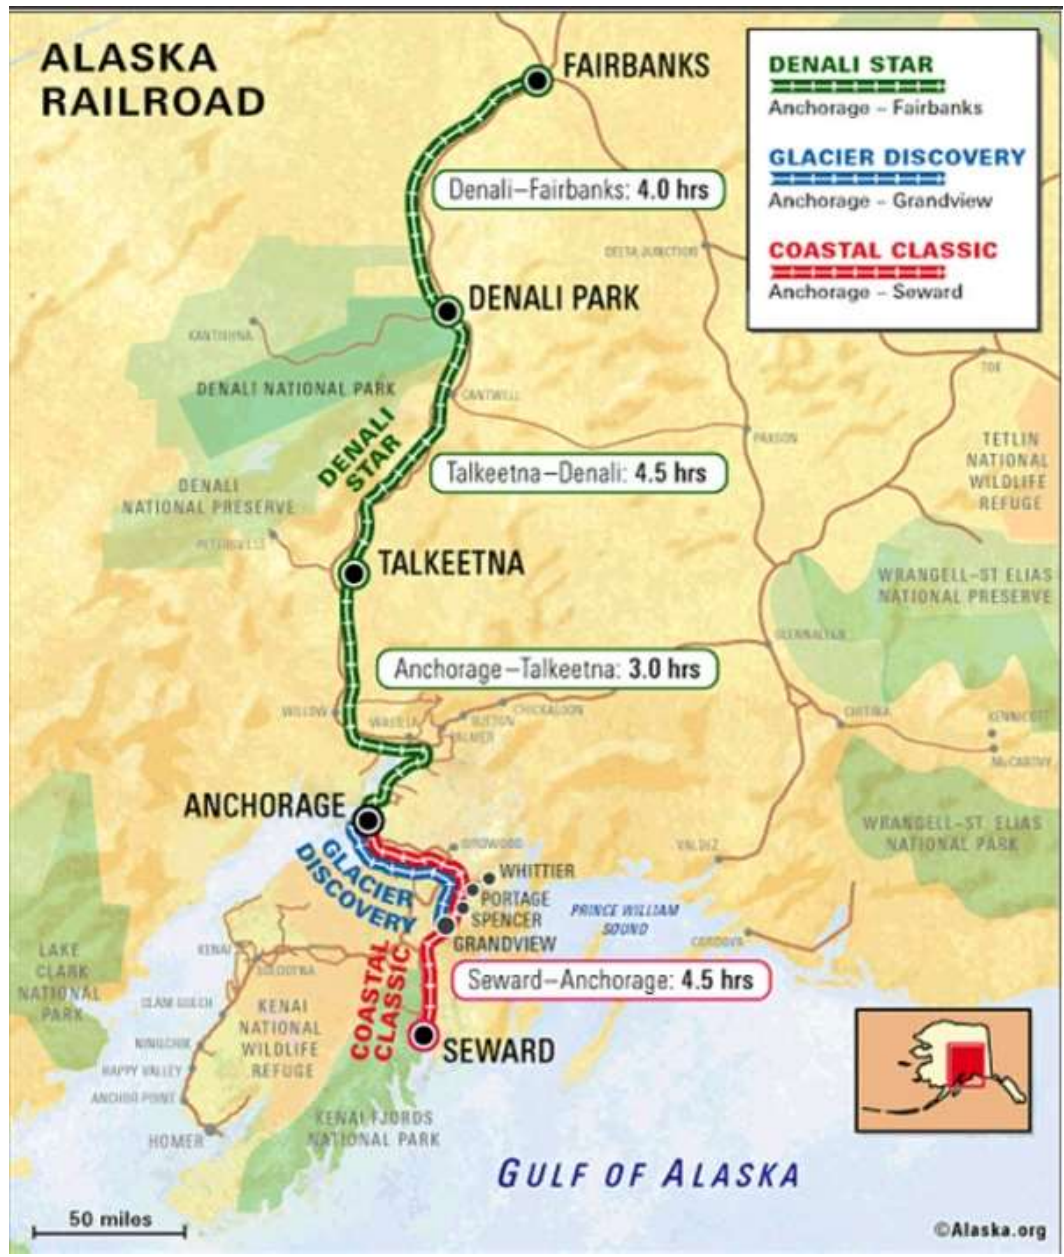 ALASKA
RAILROAD
FAIRBANKS
DENALI STAR
Anchorage – Fairbanks
GLACIER DISCOVERY
Anchorage – Grandview
COASTAL CLASSIC
Anchorage – Seward
Denali–Fairbanks: 4.0 hrs
DELTA JUNCTION
DENALI PARK
KANTISHNA
TOK
DENALI NATIONAL PARK
CANTWELL
DENALI
STAR
PAXSON
TETLIN
NATIONAL
WILDLIFE
REFUGE
Talkeetna–Denali: 4.5 hrs
DENALI
NATIONAL PRESERVE
PETERSVILLE
TALKEETNA
WRANGELL–ST ELIAS
NATIONAL PRESERVE
GLENNALLEN
Anchorage–Talkeetna: 3.0 hrs
WILLOW
WASILLA
SUTTON
CHICKALOON
PALMER
CHITINA
KENNICOTT
McCARTHY
ANCHORAGE
GIRDWOOD
VALDEZ
WRANGELL–ST ELIAS
NATIONAL PARK
GLACIER
DISCOVERY
WHITTIER
PORTAGE
SPENCER
GRANDVIEW
PRINCE WILLIAM
SOUND
CORDOVA
LAKE
CLARK
NATIONAL
PARK
KENAI
SOLDOTNA
COASTAL
CLASSIC
Seward–Anchorage: 4.5 hrs
CLAM GULCH
KENAI
NATIONAL
WILDLIFE
REFUGE
NINILCHIK
HAPPY VALLEY
ANCHOR POINT
HOMER
SEWARD
KENAI FJORDS
NATIONAL PARK
GULF OF ALASKA
50 miles
©Alaska.org